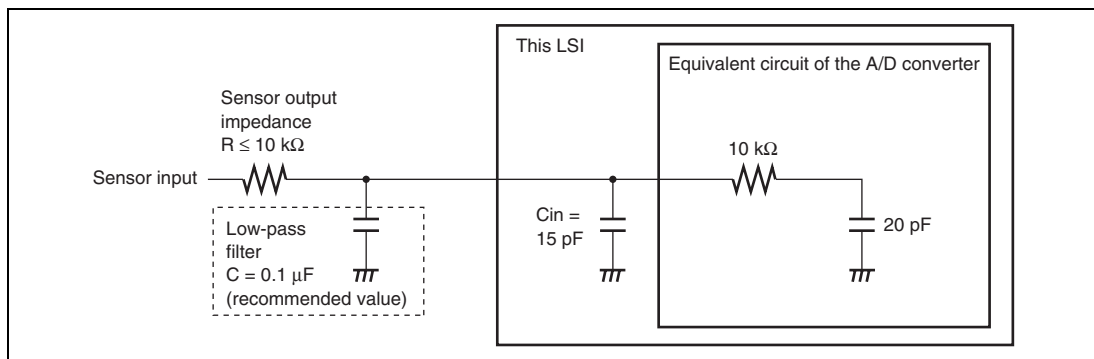 This LSI
Equivalent circuit of the A/D converter
Sensor output
impedance
R ≤ 10 kΩ
10 kΩ
Sensor input
Low-pass
filter
C = 0.1 μF
(recommended value)
Cin =
15 pF
20 pF